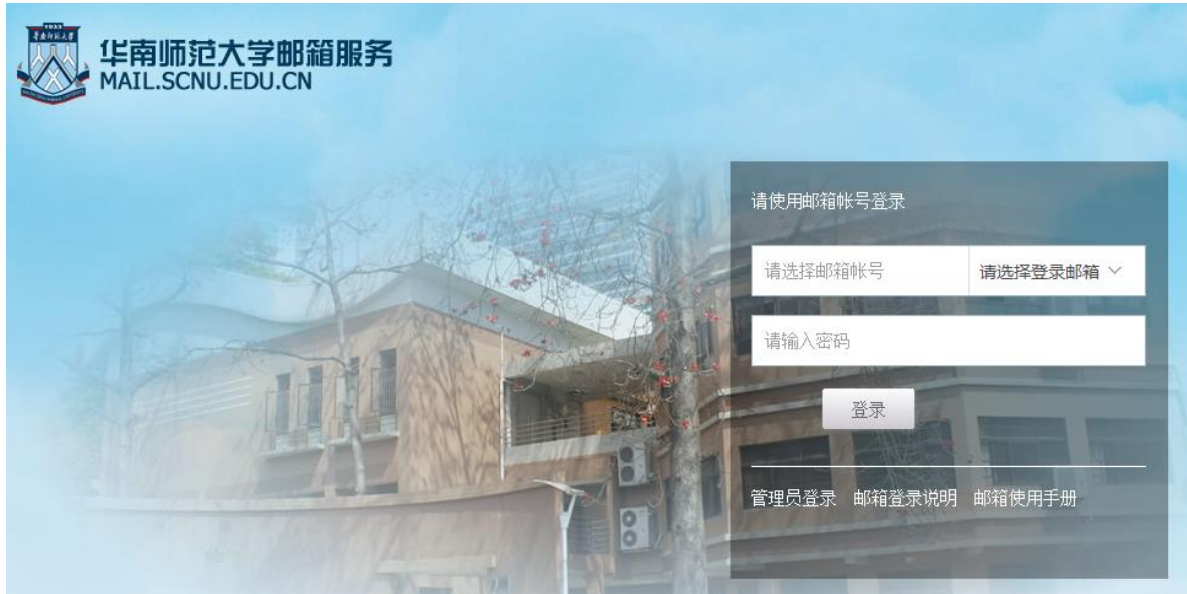 1933
华南师范大学邮箱服务
MAIL.SCNU.EDU.CN
请使用邮箱帐号登录
请选择邮箱帐号 请选择登录邮箱
请输入密码
登录
管理员登录 邮箱登录说明 邮箱使用手册